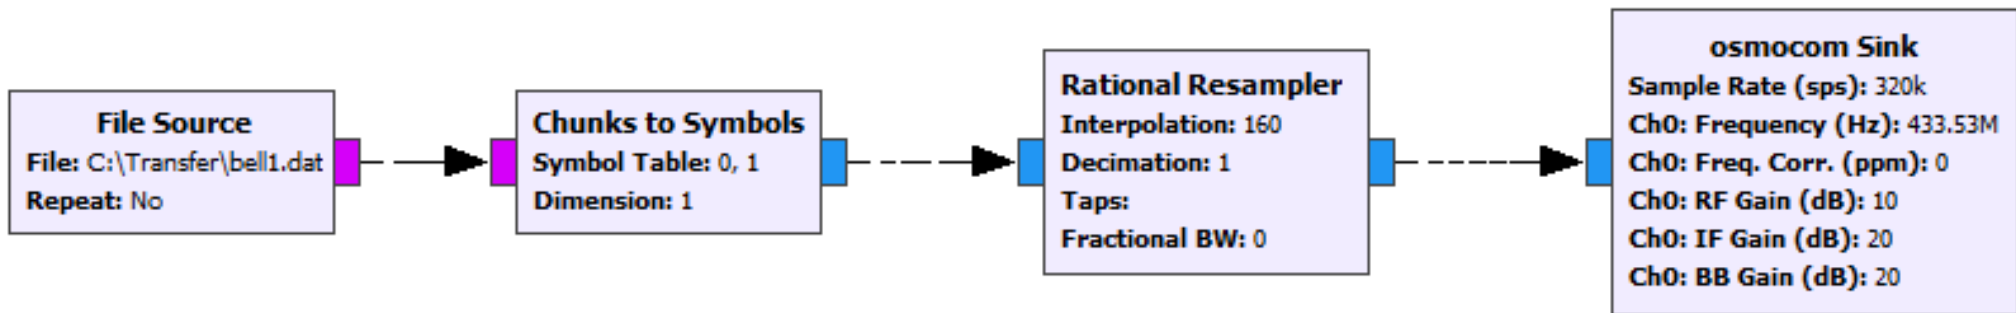 File Source
File: C:\Transfer\bell1.dat
Repeat: No
Chunks to Symbols
Symbol Table: 0, 1
Dimension: 1
Rational Resampler
Interpolation: 160
Decimation: 1
Taps:
Fractional BW: 0
osmocom Sink
Sample Rate (sps): 320k
Ch0: Frequency (Hz): 433.53M
Ch0: Freq. Corr. (ppm): 0
Ch0: RF Gain (dB): 10
Ch0: IF Gain (dB): 20
Ch0: BB Gain (dB): 20